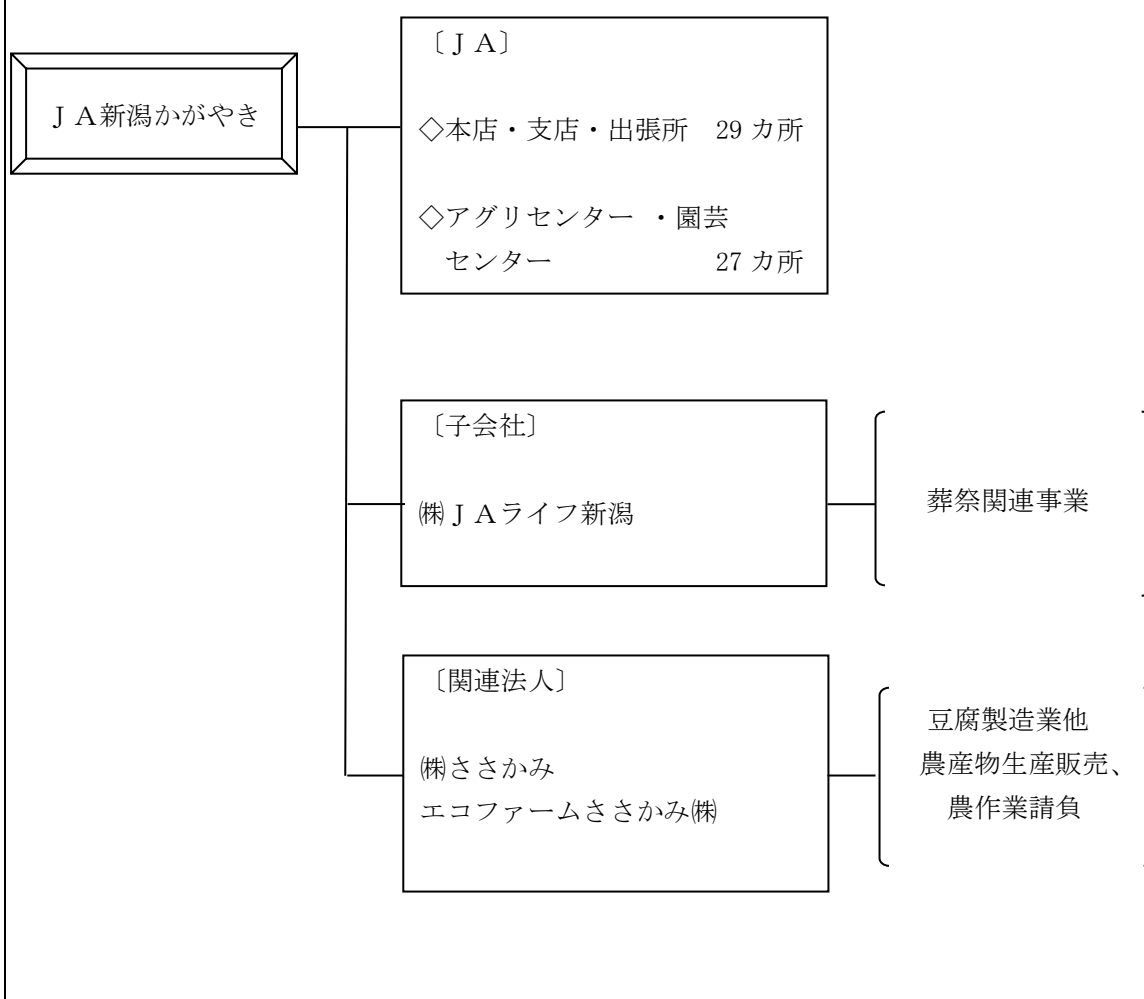 ＪＡ新潟かがやき
〔ＪＡ〕
◇本店・支店・出張所　29 カ所
◇アグリセンター ・園芸
センター　27 カ所
〔子会社〕
㈱ＪＡライフ新潟
葬祭関連事業
〔関連法人〕
㈱ささかみ
エコファームささかみ㈱
豆腐製造業他
農産物生産販売、
農作業請負